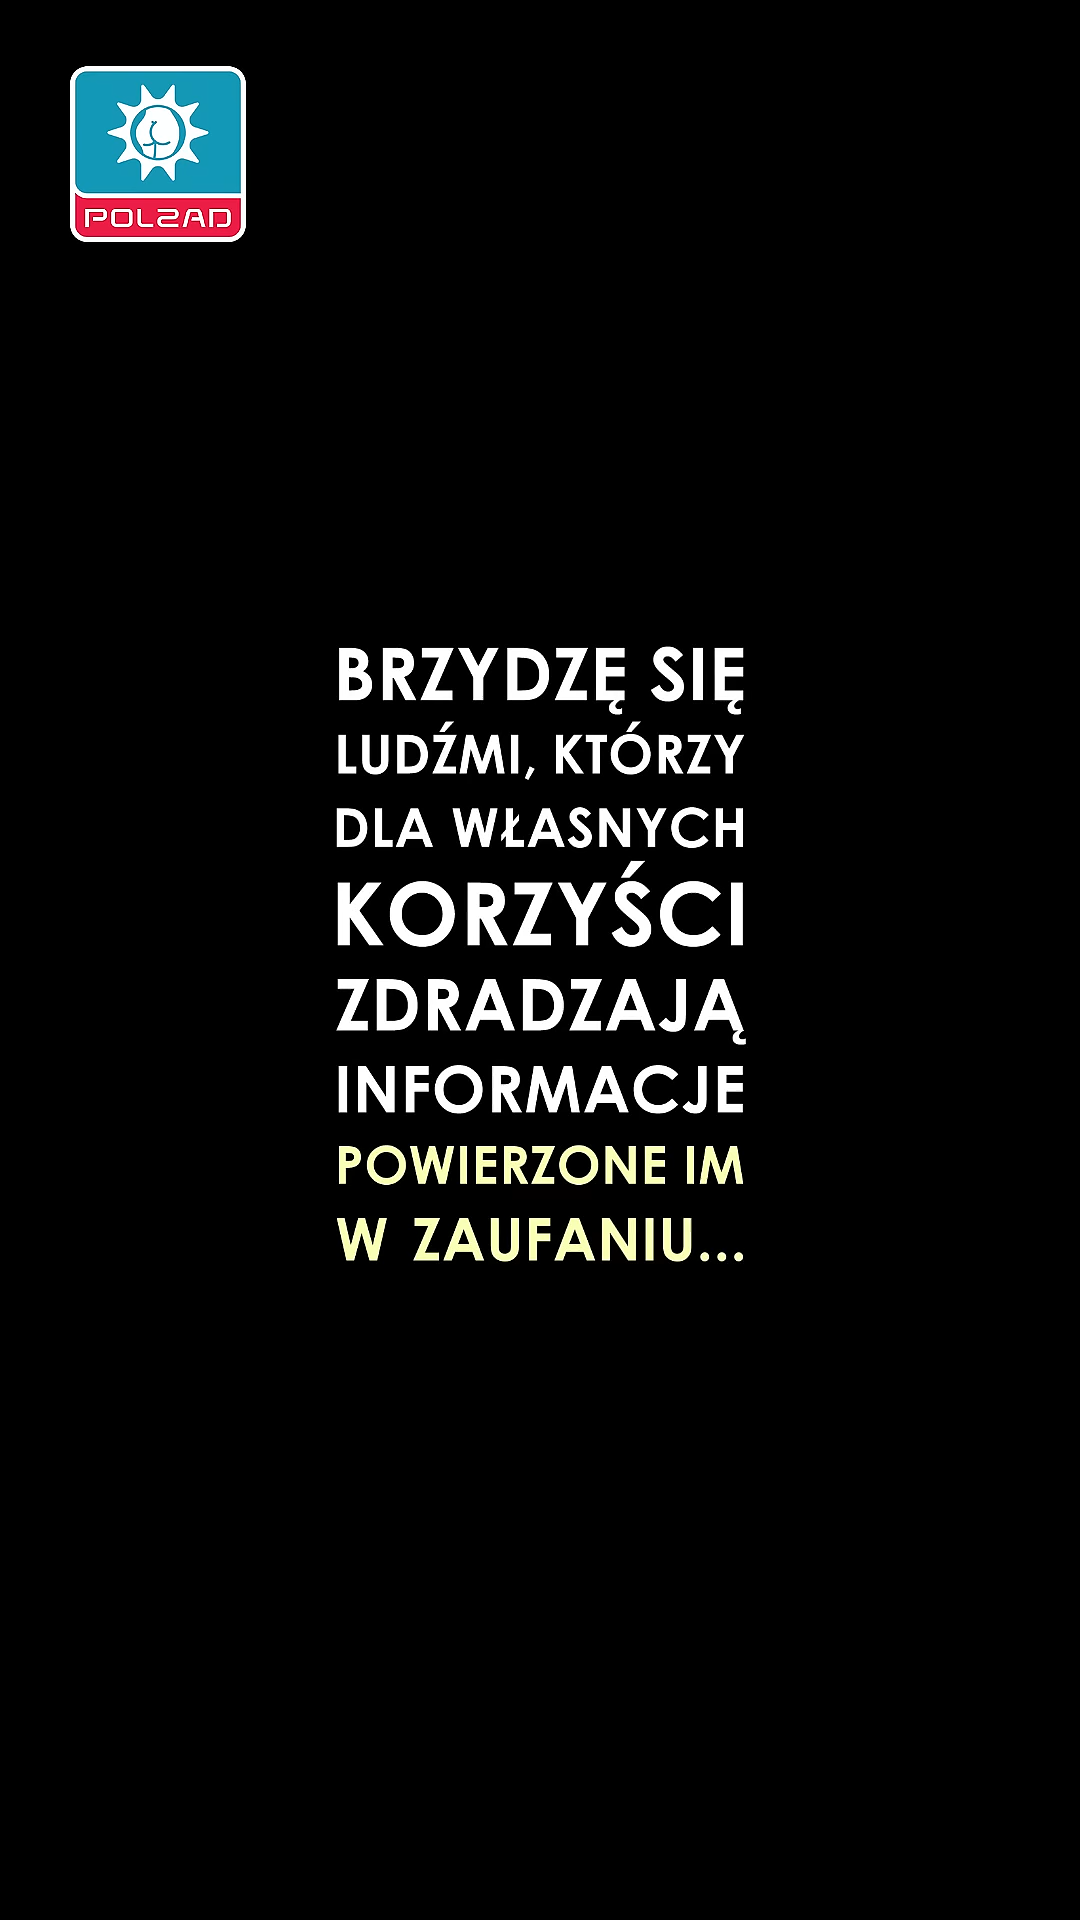 POLZAD
BRZYDZĘ SIĘ
LUDŹMI, KTÓRZY
DLA WŁASNYCH
KORZYŚCI
ZDRADZAJĄ
INFORMACJE
POWIERZONE IM
W ZAUFANIU...